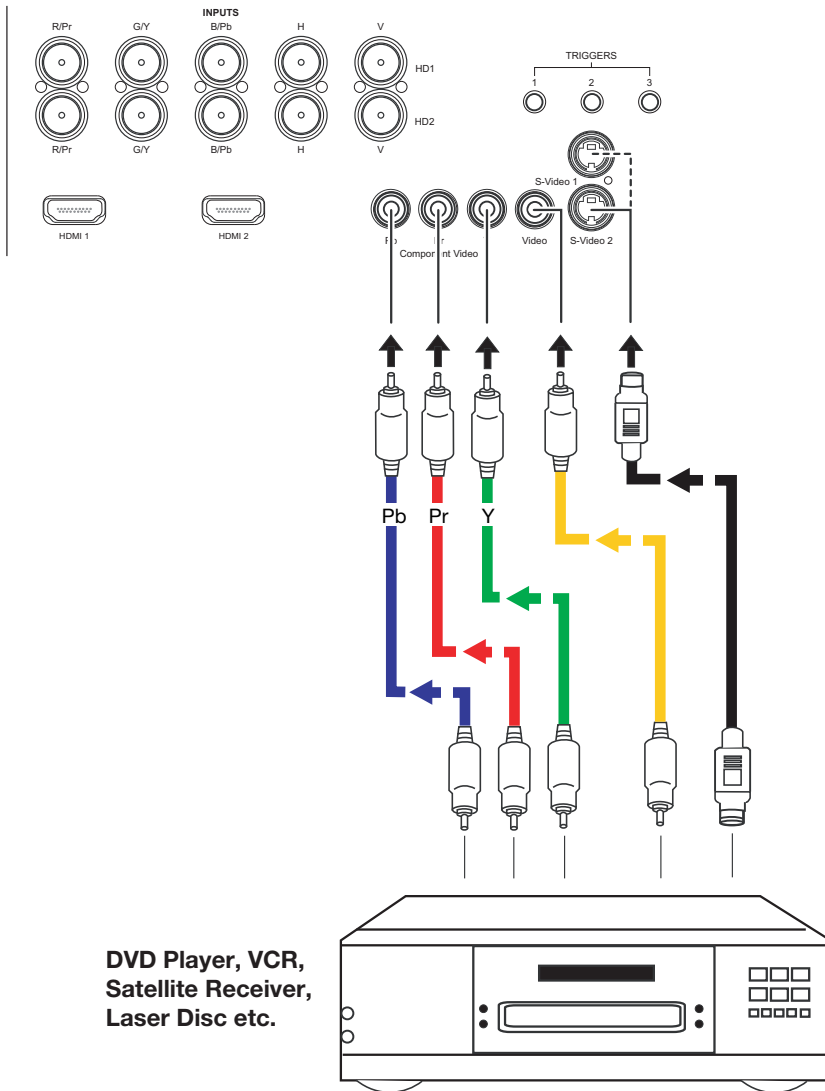 INPUTS
R/Pr G/Y B/Pb H V
HD1
TRIGGERS
1 2 3
HD2
R/Pr G/Y B/Pb H V
S-Video 1
HDMI 1 HDMI 2
Video S-Video 2
Component Video
Pb Pr Y
DVD Player, VCR,
Satellite Receiver,
Laser Disc etc.